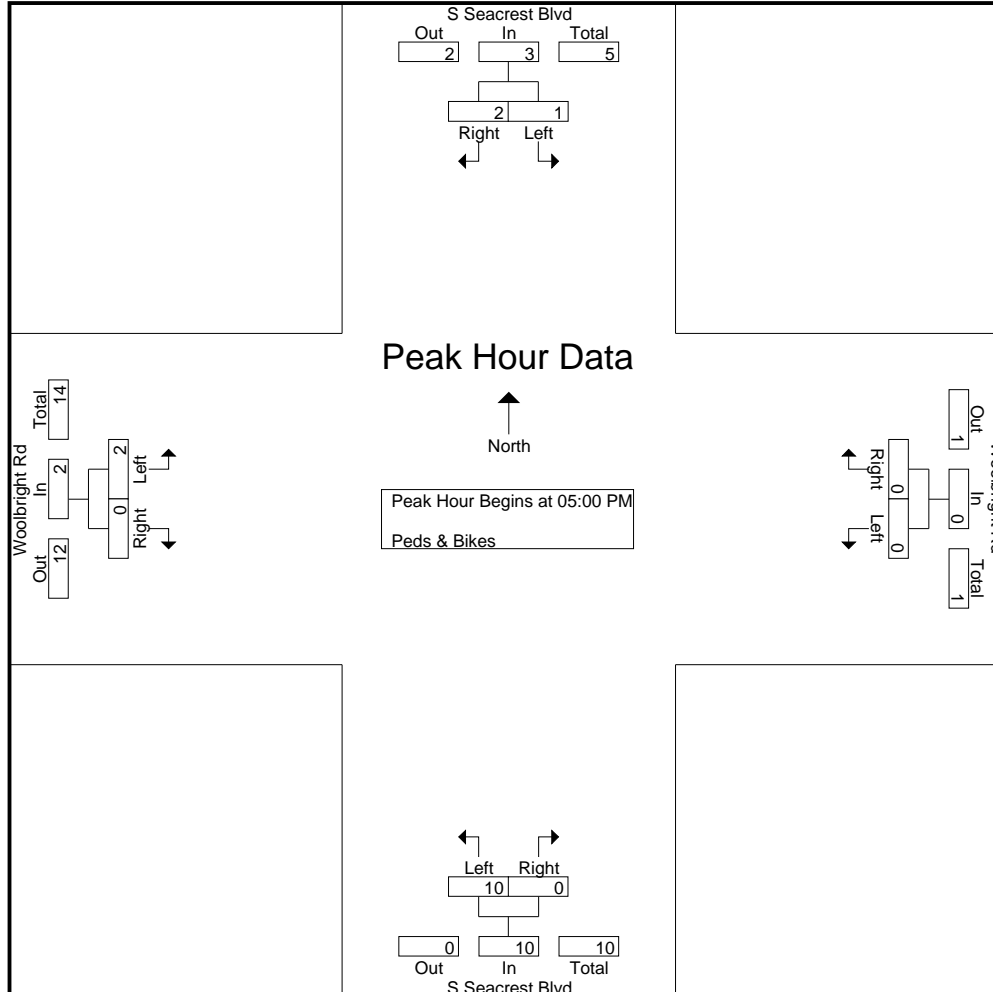 S Seacrest Blvd
Out In Total
2 3 5
2 1
Right Left
Peak Hour Data
North
Peak Hour Begins at 05:00 PM
Peds & Bikes
Woolbright Rd
Total In Out
14 2 12
2 0
Left Right
Out In Total
1 0 1
0 0
Right Left
Left Right
10 0
0 10 10
Out In Total
S Seacrest Blvd